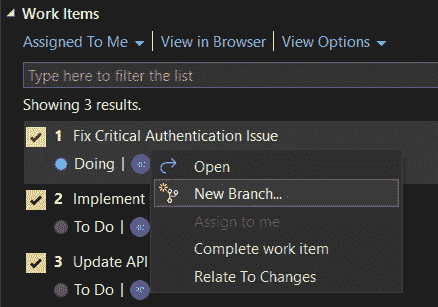 Work Items
Assigned To Me | View in Browser | View Options
Type here to filter the list
Showing 3 results.
1 Fix Critical Authentication Issue
Doing |
Open
New Branch...
2 Implement
To Do |
Assign to me
Complete work item
3 Update API
Relate To Changes
To Do |